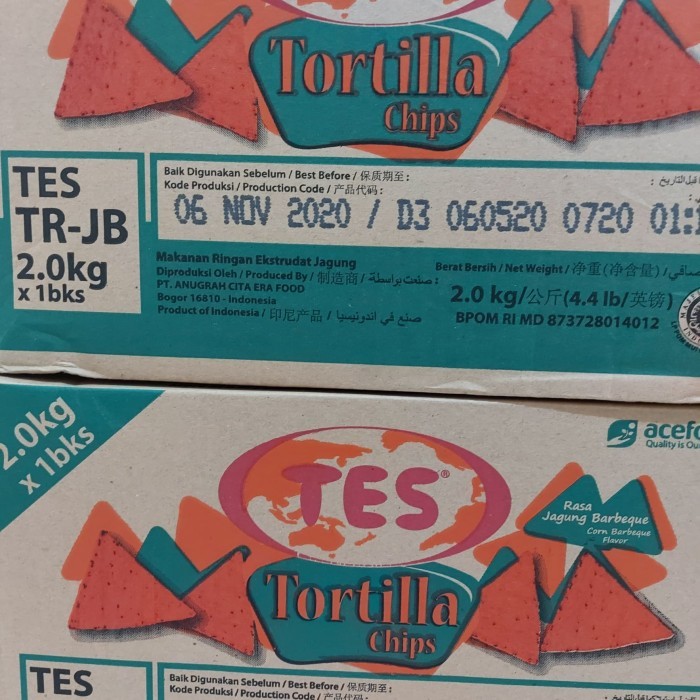 Tortilla
Chips
TES
TR-JB
2.0kg
x 1bks
Baik Digunakan Sebelum / Best Before / 保质期至：
Kode Produksi / Production Code / 产品代码：
06 NOV 2020 / D3 060520 0720 01:
Makanan Ringan Ekstrudat Jagung
Diproduksi Oleh / Produced By / 制造商 / صنعت بواسطة :
PT. ANUGRAH CITA ERA FOOD
Bogor 16810 - Indonesia
Product of Indonesia / 印尼产品 / صنع في اندونيسيا
Berat Bersih / Net Weight / 净重(净含量) /
2.0 kg/公斤(4.4 lb/英镑)
BPOM RI MD 873728014012
2.0kg
x 1bks
TES®
Tortilla
Chips
acefo
Quality is Ou
Rasa
Jagung Barbeque
Corn Barbeque
Flavor
TES
Baik Digunakan Sebelum / Best Before / 保质期至：
Kode Produksi / Production Code / 产品代码：